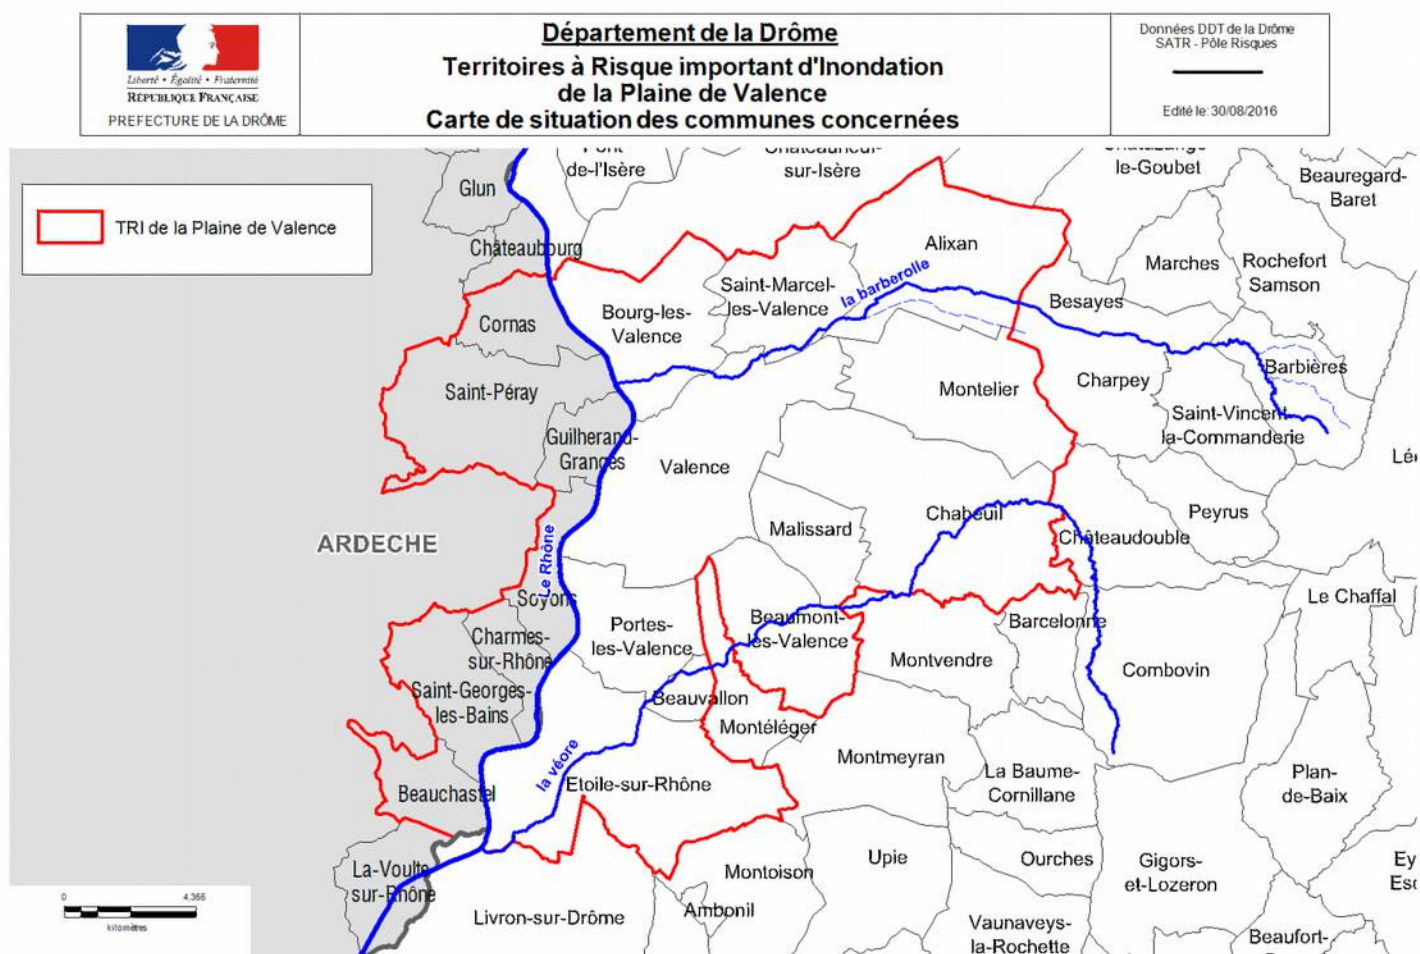 Liberté • Égalité • Fraternité
RÉPUBLIQUE FRANÇAISE
PREFECTURE DE LA DRÔME
Département de la Drôme
Territoires à Risque important d'Inondation
de la Plaine de Valence
Carte de situation des communes concernées
Données DDT de la Drôme
SATR - Pôle Risques
Edité le: 30/08/2016
TRI de la Plaine de Valence
Glun
de-l'Isère
sur-Isère
le-Goubet
Beauregard-
Baret
Châteaubourg
Alixan
Marches
Rochefort
Samson
Saint-Marcel-
les-Valence
la barberolle
Besayes
Cornas
Bourg-les-
Valence
Barbières
Saint-Péray
Montelier
Charpey
Saint-Vincent-
la-Commanderie
Guilherand-
Granges
Valence
Peyrus
Chabeuil
Malissard
Châteaudouble
ARDECHE
Le Rhône
Soyons
Le Chaffal
Charmes-
sur-Rhône
Portes-
les-Valence
Beaumont-
les-Valence
Barcelonne
Montvendre
Combovin
Saint-Georges-
les-Bains
Beauvallon
Montéléger
Montmeyran
la véore
Etoile-sur-Rhône
La Baume-
Cornillane
Plan-
de-Baix
Beauchastel
La-Voulte-
sur-Rhône
Montoison
Upie
Ourches
Gigors-
et-Lozeron
Ey
Livron-sur-Drôme
Ambonil
Vaunaveys-
la-Rochette
Beaufort-
0
4,355
kilomètres